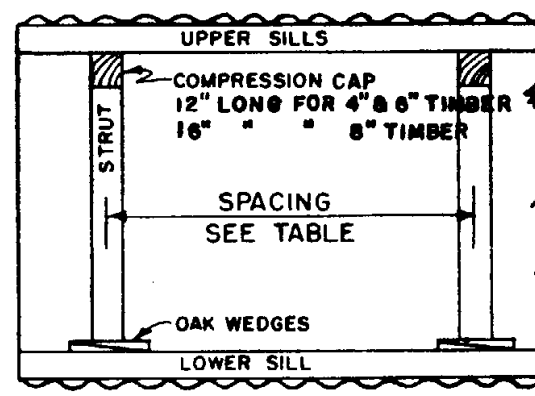 UPPER SILLS
COMPRESSION CAP
12" LONG FOR 4" & 6" TIMBER
16" " " 8" TIMBER
STRUT
SPACING
SEE TABLE
OAK WEDGES
LOWER SILL